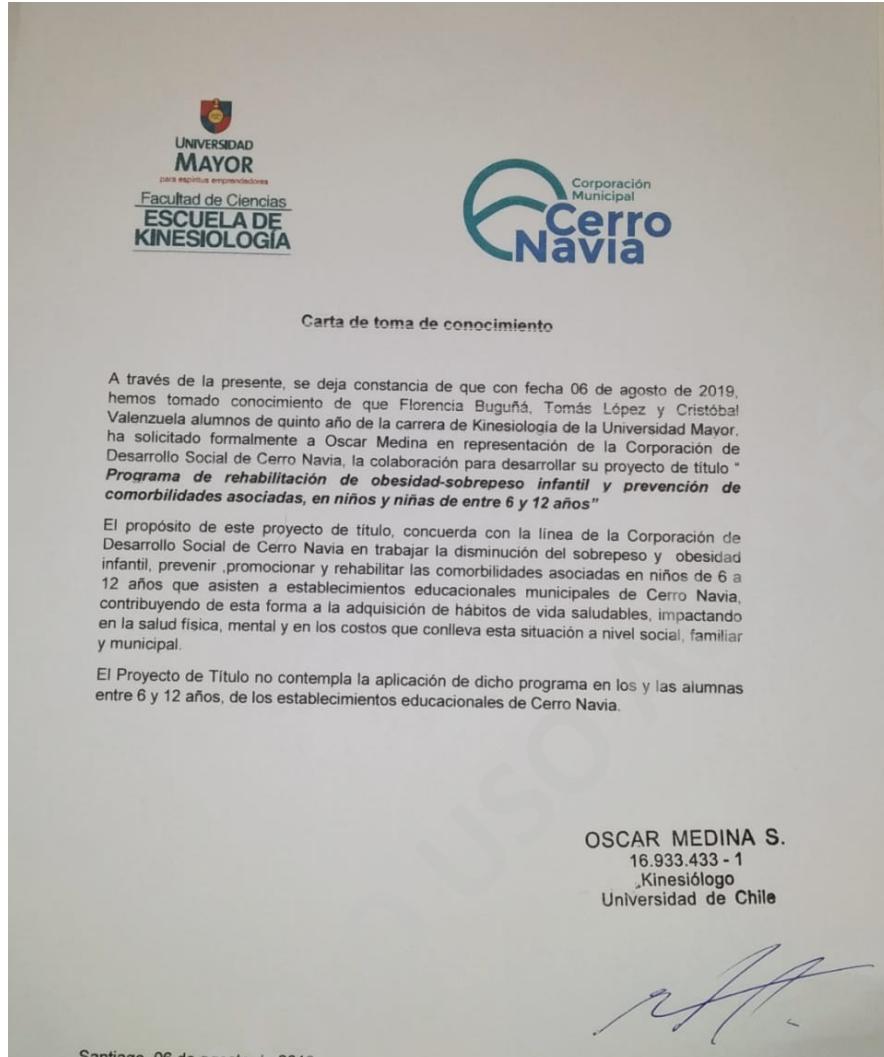 UNIVERSIDAD
MAYOR
para espíritus emprendedores
Facultad de Ciencias
ESCUELA DE
KINESIOLOGÍA
Corporación
Municipal
Cerro
Navia
Carta de toma de conocimiento
A través de la presente, se deja constancia de que con fecha 06 de agosto de 2019,
hemos tomado conocimiento de que Florencia Buguñá, Tomás López y Cristóbal
Valenzuela alumnos de quinto año de la carrera de Kinesiología de la Universidad Mayor,
ha solicitado formalmente a Oscar Medina en representación de la Corporación de
Desarrollo Social de Cerro Navia, la colaboración para desarrollar su proyecto de título "
Programa de rehabilitación de obesidad-sobrepeso infantil y prevención de
comorbilidades asociadas, en niños y niñas de entre 6 y 12 años"
El propósito de este proyecto de título, concuerda con la línea de la Corporación de
Desarrollo Social de Cerro Navia en trabajar la disminución del sobrepeso y obesidad
infantil, prevenir ,promocionar y rehabilitar las comorbilidades asociadas en niños de 6 a
12 años que asisten a establecimientos educacionales municipales de Cerro Navia,
contribuyendo de esta forma a la adquisición de hábitos de vida saludables, impactando
en la salud física, mental y en los costos que conlleva esta situación a nivel social, familiar
y municipal.
El Proyecto de Título no contempla la aplicación de dicho programa en los y las alumnas
entre 6 y 12 años, de los establecimientos educacionales de Cerro Navia.
USO
OSCAR MEDINA S.
16.933.433 - 1
Kinesiólogo
Universidad de Chile
Santiago, 06 de agosto de 2019